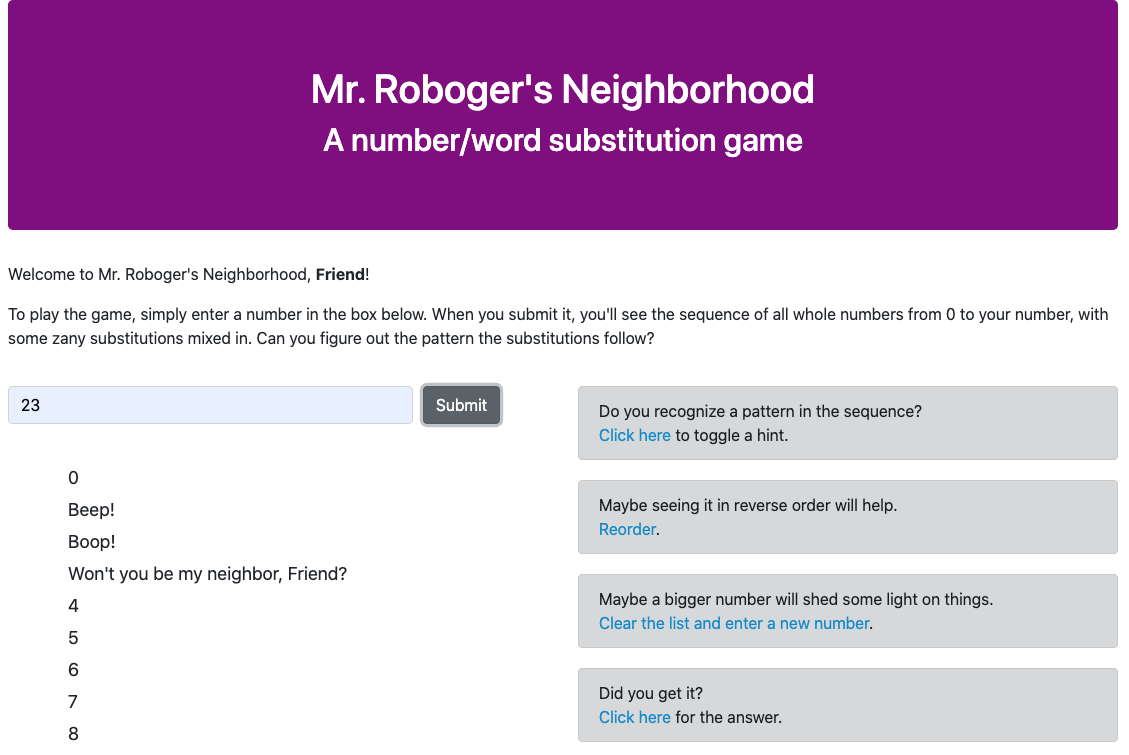 Mr. Roboger's Neighborhood
A number/word substitution game
Welcome to Mr. Roboger's Neighborhood, Friend!
To play the game, simply enter a number in the box below. When you submit it, you'll see the sequence of all whole numbers from 0 to your number, with
some zany substitutions mixed in. Can you figure out the pattern the substitutions follow?
23
Submit
0
Beep!
Boop!
Won't you be my neighbor, Friend?
4
5
6
7
8
Do you recognize a pattern in the sequence?
Click here to toggle a hint.
Maybe seeing it in reverse order will help.
Reorder.
Maybe a bigger number will shed some light on things.
Clear the list and enter a new number.
Did you get it?
Click here for the answer.